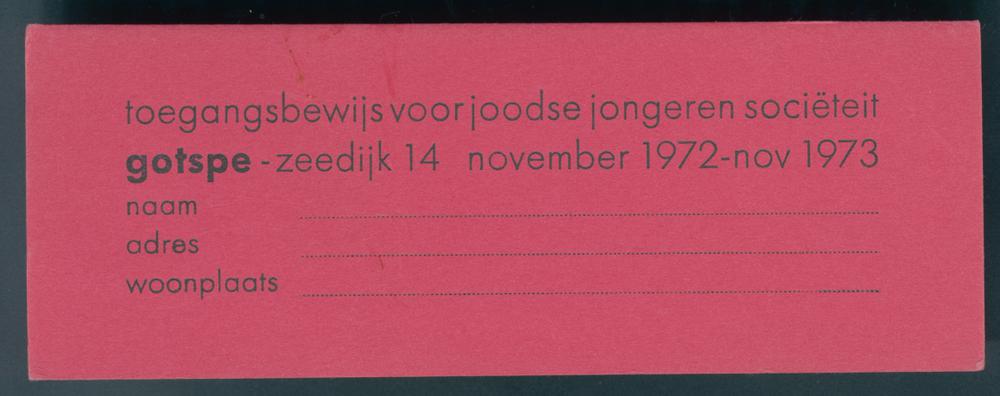 toegangsbewijs voor joodse jongeren sociëteit
gotspe - zeedijk 14 november 1972-nov 1973
naam
adres
woonplaats